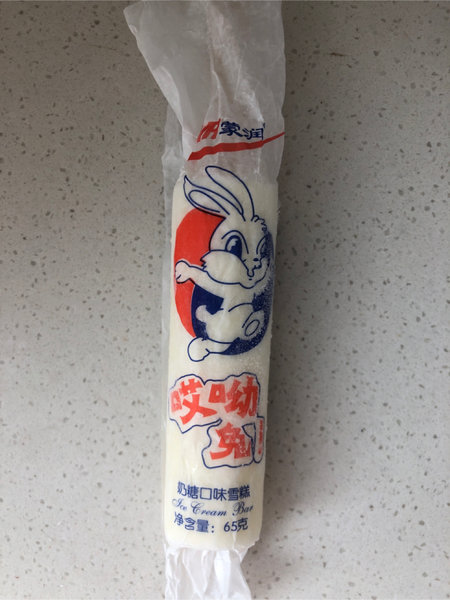 蒙润
哎呦
兔
奶糖口味雪糕
Ice Cream Bar
净含量：65克